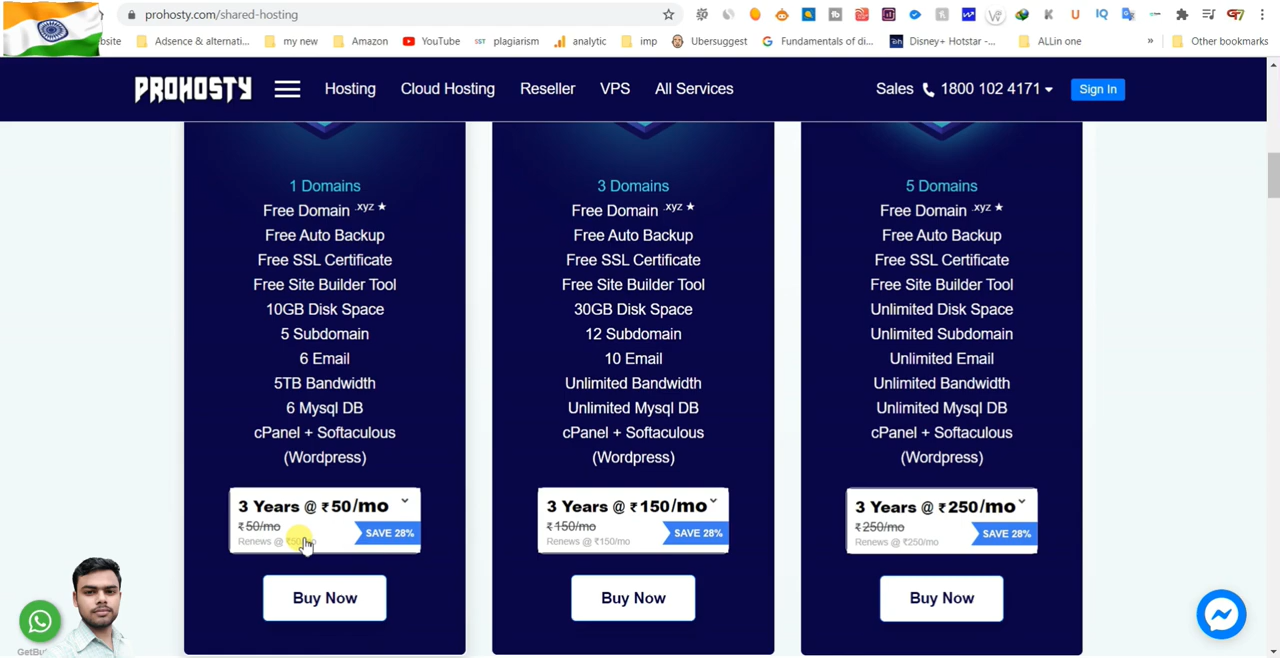 prohosty.com/shared-hosting
site
Adsence & alternati...
my new
Amazon
YouTube
SST plagiarism
analytic
imp
Ubersuggest
Fundamentals of di...
Disney+ Hotstar -...
ALLin one
»
Other bookmarks
PROHOSTY
Hosting
Cloud Hosting
Reseller
VPS
All Services
Sales 1800 102 4171
Sign In
1 Domains
Free Domain .xyz ★
Free Auto Backup
Free SSL Certificate
Free Site Builder Tool
10GB Disk Space
5 Subdomain
6 Email
5TB Bandwidth
6 Mysql DB
cPanel + Softaculous
(Wordpress)
3 Years @ ₹50/mo
₹50/mo
SAVE 28%
Renews @
Buy Now
3 Domains
Free Domain .xyz ★
Free Auto Backup
Free SSL Certificate
Free Site Builder Tool
30GB Disk Space
12 Subdomain
10 Email
Unlimited Bandwidth
Unlimited Mysql DB
cPanel + Softaculous
(Wordpress)
3 Years @ ₹150/mo
₹150/mo
SAVE 28%
Renews @ ₹150/mo
Buy Now
5 Domains
Free Domain .xyz ★
Free Auto Backup
Free SSL Certificate
Free Site Builder Tool
Unlimited Disk Space
Unlimited Subdomain
Unlimited Email
Unlimited Bandwidth
Unlimited Mysql DB
cPanel + Softaculous
(Wordpress)
3 Years @ ₹250/mo
₹250/mo
SAVE 28%
Renews @ ₹250/mo
Buy Now